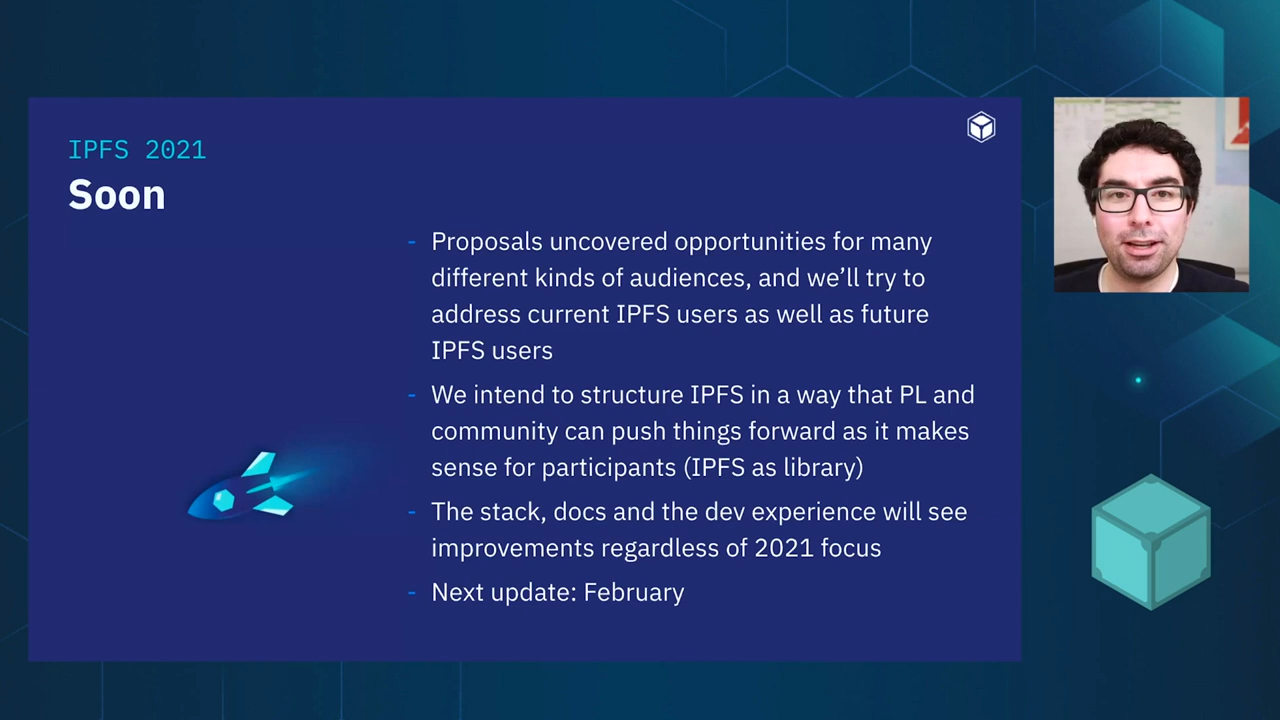 IPFS 2021
Soon
- Proposals uncovered opportunities for many
different kinds of audiences, and we’ll try to
address current IPFS users as well as future
IPFS users
- We intend to structure IPFS in a way that PL and
community can push things forward as it makes
sense for participants (IPFS as library)
- The stack, docs and the dev experience will see
improvements regardless of 2021 focus
- Next update: February